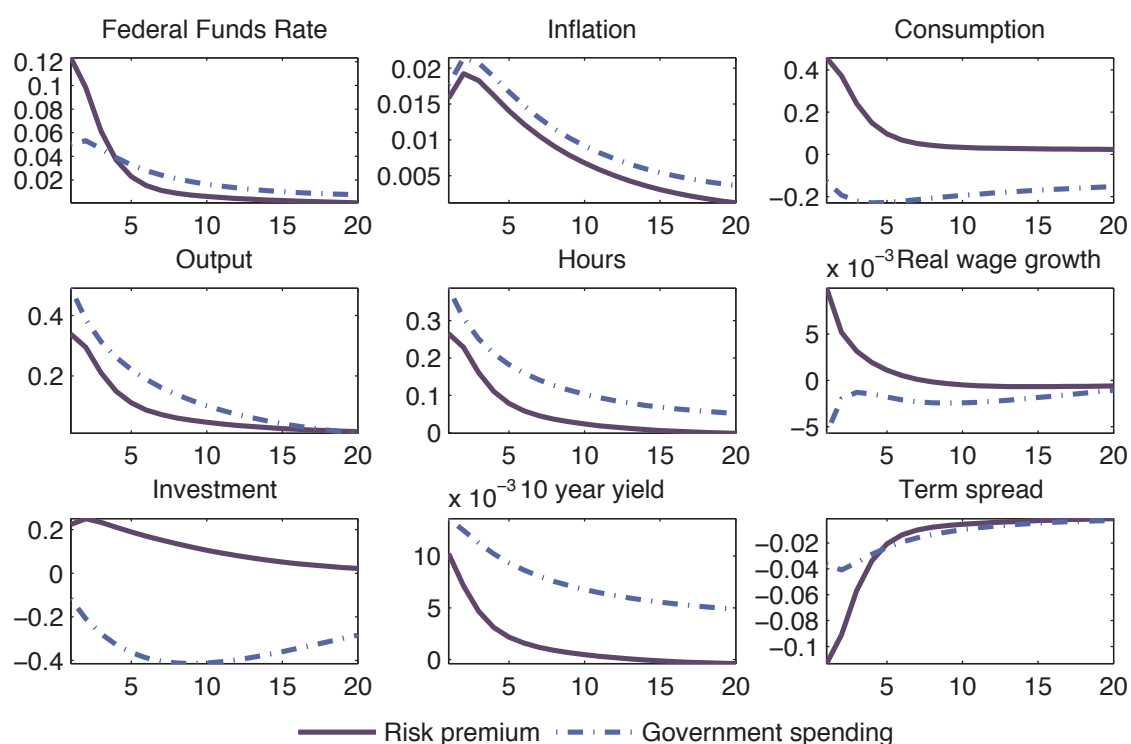 Federal Funds Rate
0.12
0.1
0.08
0.06
0.04
0.02
5 10 15 20
Inflation
0.02
0.015
0.01
0.005
5 10 15 20
Consumption
0.4
0.2
0
−0.2
5 10 15 20
Output
0.4
0.2
5 10 15 20
Hours
0.3
0.2
0.1
0
5 10 15 20
x 10−3 Real wage growth
5
0
−5
5 10 15 20
Investment
0.2
0
−0.2
−0.4
5 10 15 20
x 10−3 10 year yield
10
5
0
5 10 15 20
Term spread
−0.02
−0.04
−0.06
−0.08
−0.1
5 10 15 20
Risk premium Government spending